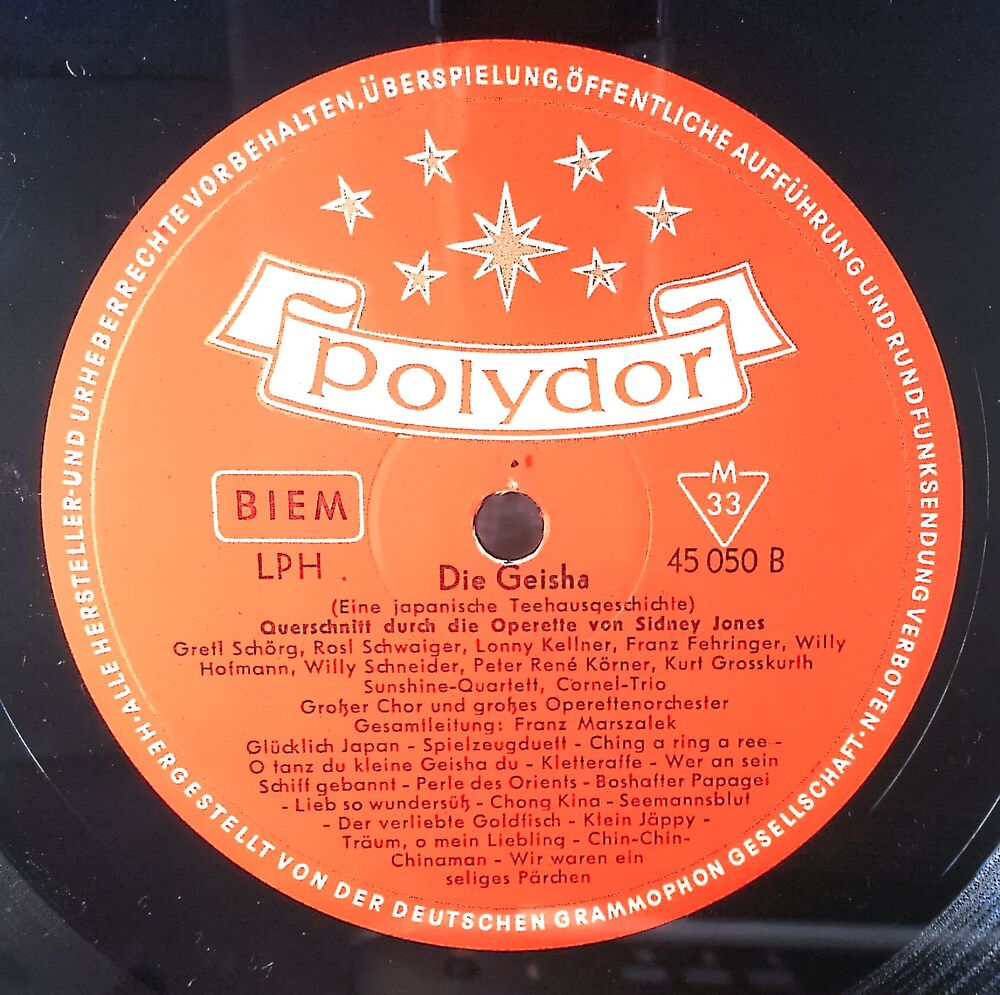 ALLE HERSTELLER-UND URHEBERRECHTE VORBEHALTEN, ÜBERSPIELUNG, ÖFFENTLICHE AUFFÜHRUNG UND RUNDFUNKSENDUNG VERBOTEN·
HERGESTELLT VON DER DEUTSCHEN GRAMMOPHON GESELLSCHAFT·
polydor
BIEM
M
33
LPH
45 050 B
Die Geisha
(Eine japanische Teehausgeschichte)
Querschnitt durch die Operette von Sidney Jones
Gretl Schörg, Rosl Schwaiger, Lonny Kellner, Franz Fehringer, Willy
Hofmann, Willy Schneider, Peter René Körner, Kurt Grosskurth
Sunshine-Quartett, Cornel-Trio
Großer Chor und großes Operettenorchester
Gesamtleitung: Franz Marszalek
Glücklich Japan - Spielzeugduett - Ching a ring a ree -
O tanz du kleine Geisha du - Kletteraffe - Wer an sein
Schiff gebannt - Perle des Orients - Boshafter Papagei
- Lieb so wundersüß - Chong Kina - Seemannsblut
- Der verliebte Goldfisch - Klein Jäppy -
Träum, o mein Liebling - Chin-Chin-
Chinaman - Wir waren ein
seliges Pärchen